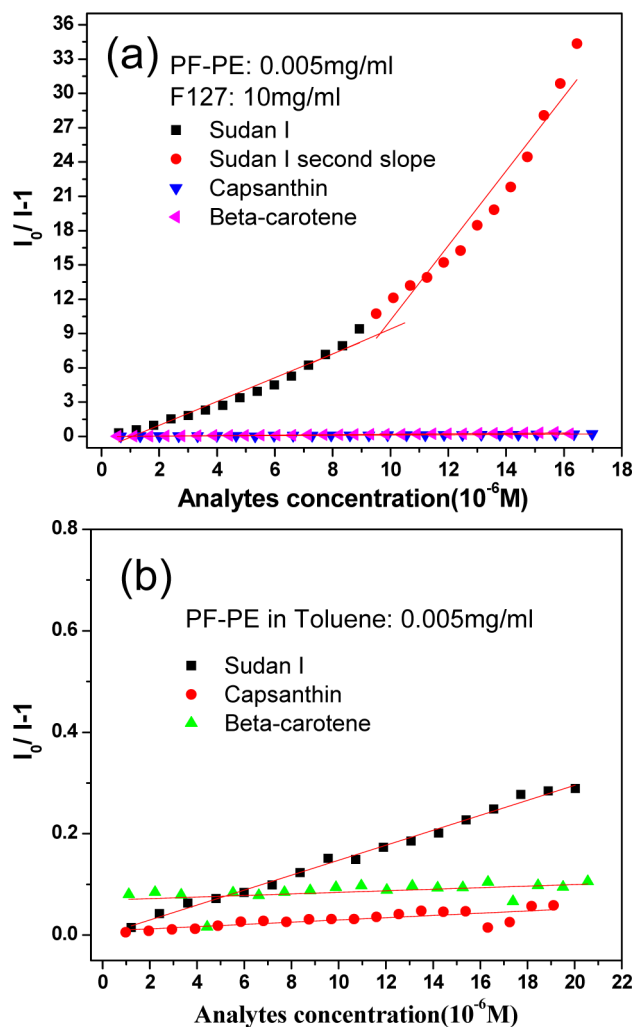 (a)
PF-PE: 0.005mg/ml
F127: 10mg/ml
Sudan I
Sudan I second slope
Capsanthin
Beta-carotene
I0/ I-1
36
33
30
27
24
21
18
15
12
9
6
3
0
0 2 4 6 8 10 12 14 16 18
Analytes concentration(10-6M)
(b)
PF-PE in Toluene: 0.005mg/ml
Sudan I
Capsanthin
Beta-carotene
I0/ I-1
0.8
0.6
0.4
0.2
0.0
0 2 4 6 8 10 12 14 16 18 20 22
Analytes concentration(10-6M)